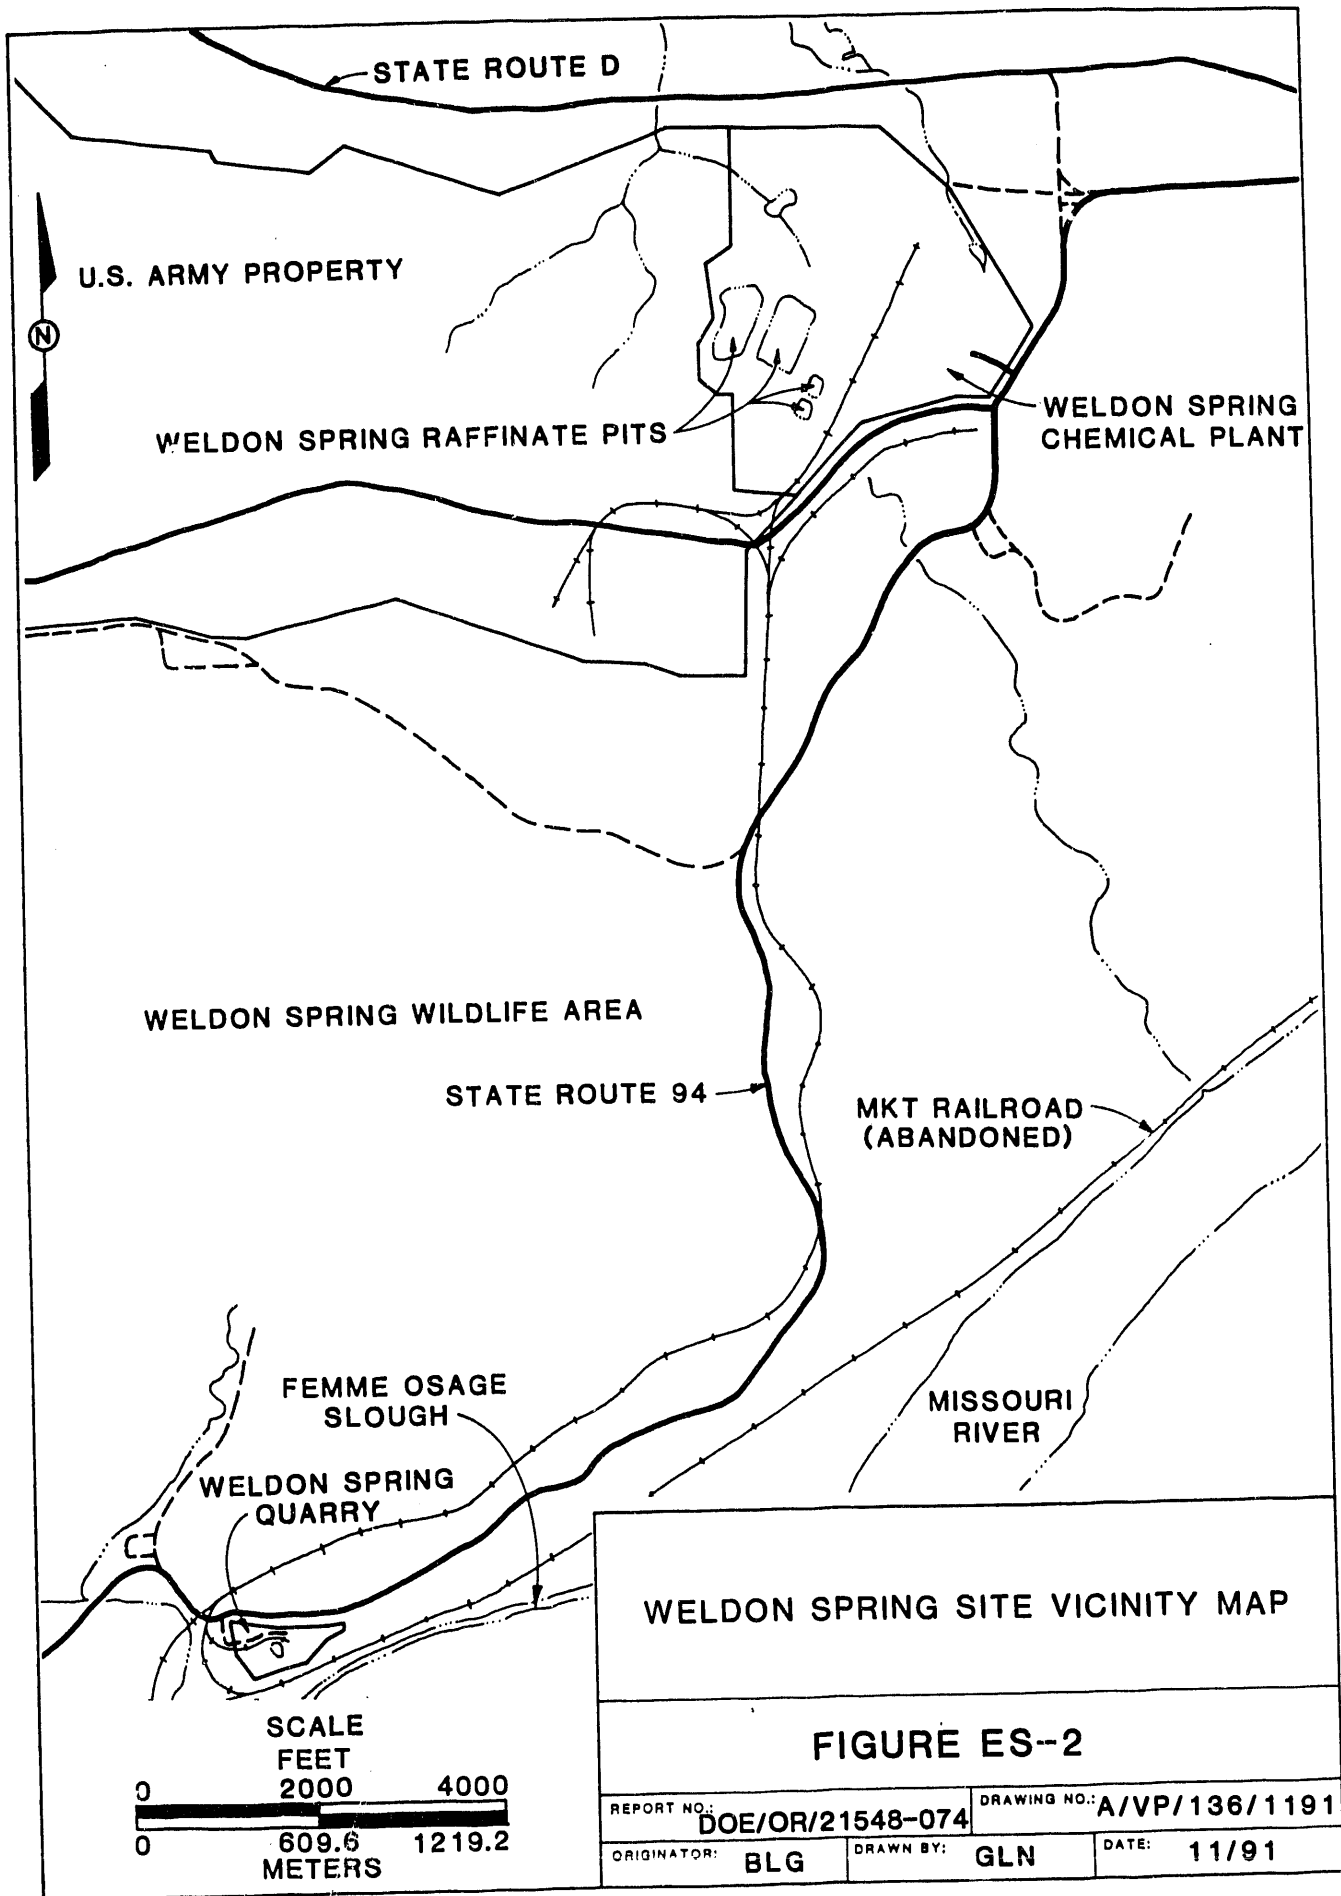 STATE ROUTE D
U.S. ARMY PROPERTY
N
WELDON SPRING RAFFINATE PITS
WELDON SPRING
CHEMICAL PLANT
WELDON SPRING WILDLIFE AREA
STATE ROUTE 94
MKT RAILROAD
(ABANDONED)
FEMME OSAGE
SLOUGH
MISSOURI
RIVER
WELDON SPRING
QUARRY
SCALE
FEET
0 2000 4000
0 609.6 1219.2
METERS
WELDON SPRING SITE VICINITY MAP
FIGURE ES--2
REPORT NO.: DOE/OR/21548-074 DRAWING NO.: A/VP/136/1191
ORIGINATOR: BLG DRAWN BY: GLN DATE: 11/91